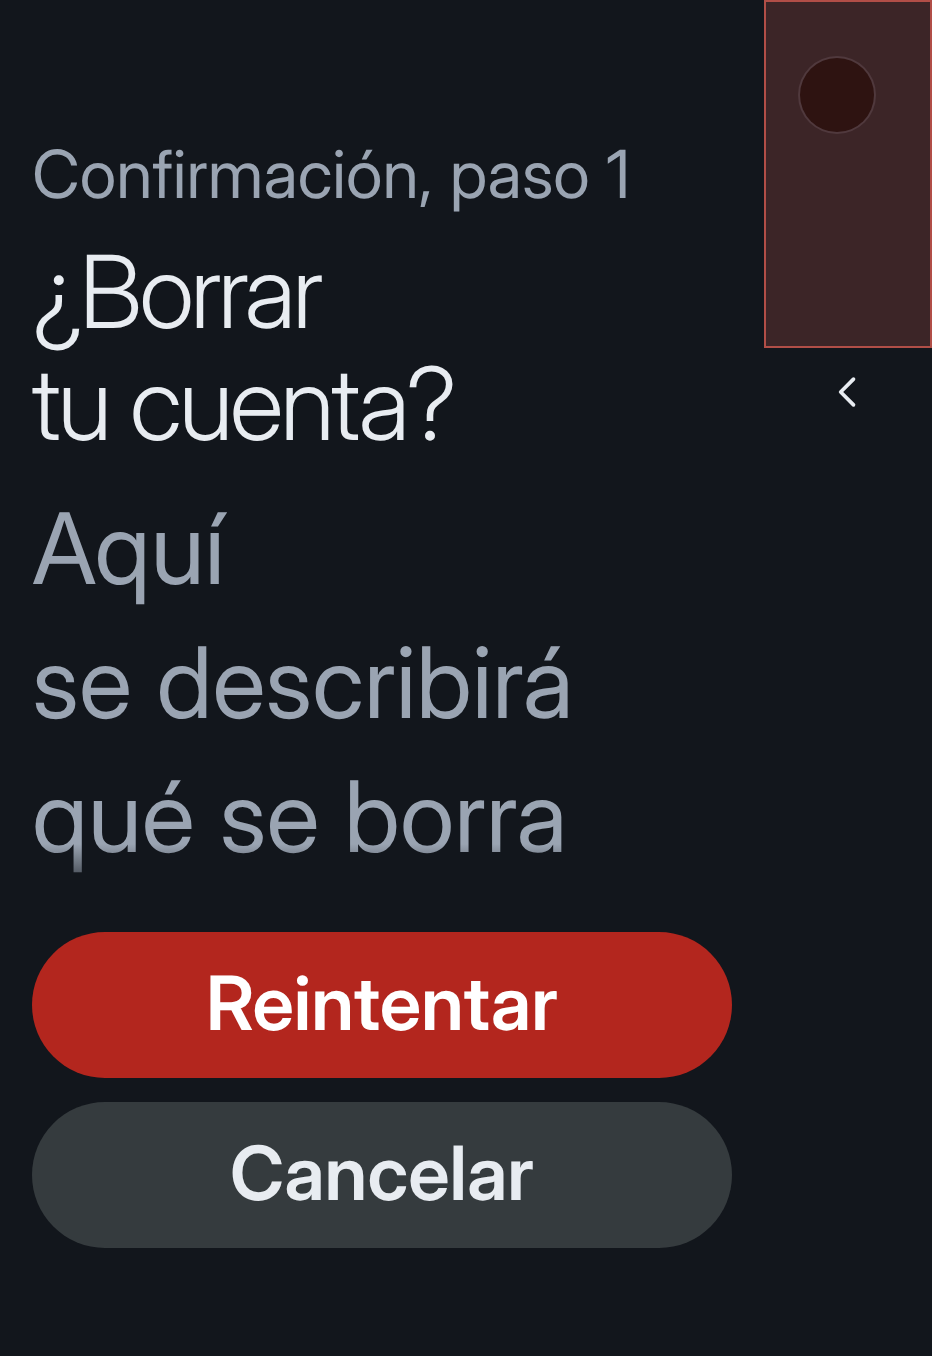 Confirmación, paso 1
¿Borrar
tu cuenta?
Aquí
se describirá
qué se borra
Reintentar
Cancelar